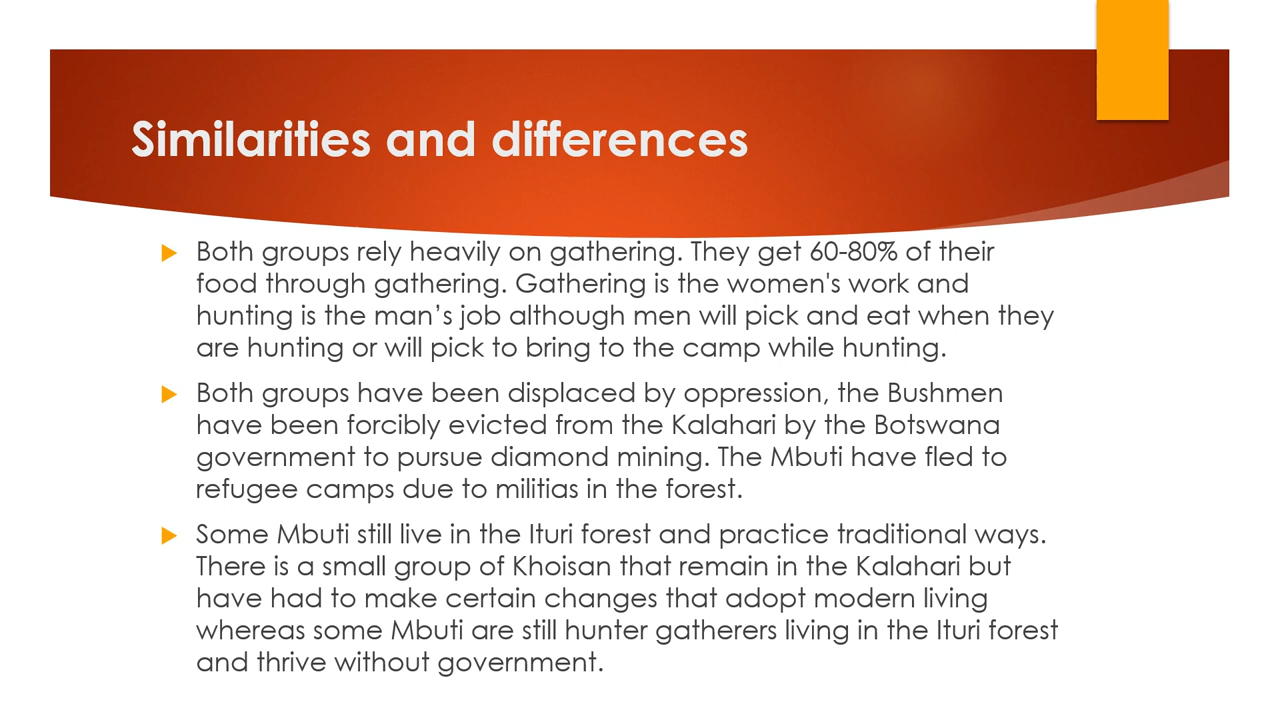 Similarities and differences
Both groups rely heavily on gathering. They get 60-80% of their
food through gathering. Gathering is the women's work and
hunting is the man’s job although men will pick and eat when they
are hunting or will pick to bring to the camp while hunting.
Both groups have been displaced by oppression, the Bushmen
have been forcibly evicted from the Kalahari by the Botswana
government to pursue diamond mining. The Mbuti have fled to
refugee camps due to militias in the forest.
Some Mbuti still live in the Ituri forest and practice traditional ways.
There is a small group of Khoisan that remain in the Kalahari but
have had to make certain changes that adopt modern living
whereas some Mbuti are still hunter gatherers living in the Ituri forest
and thrive without government.